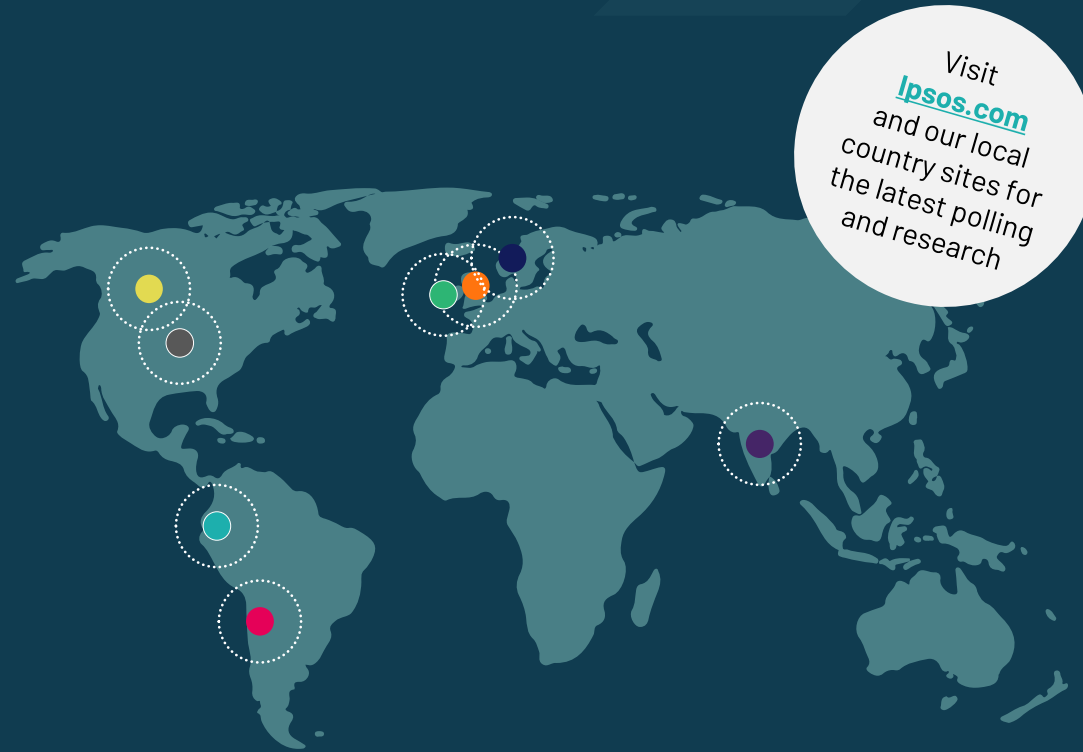 Visit
Ipsos.com
and our local
country sites for
the latest polling
and research